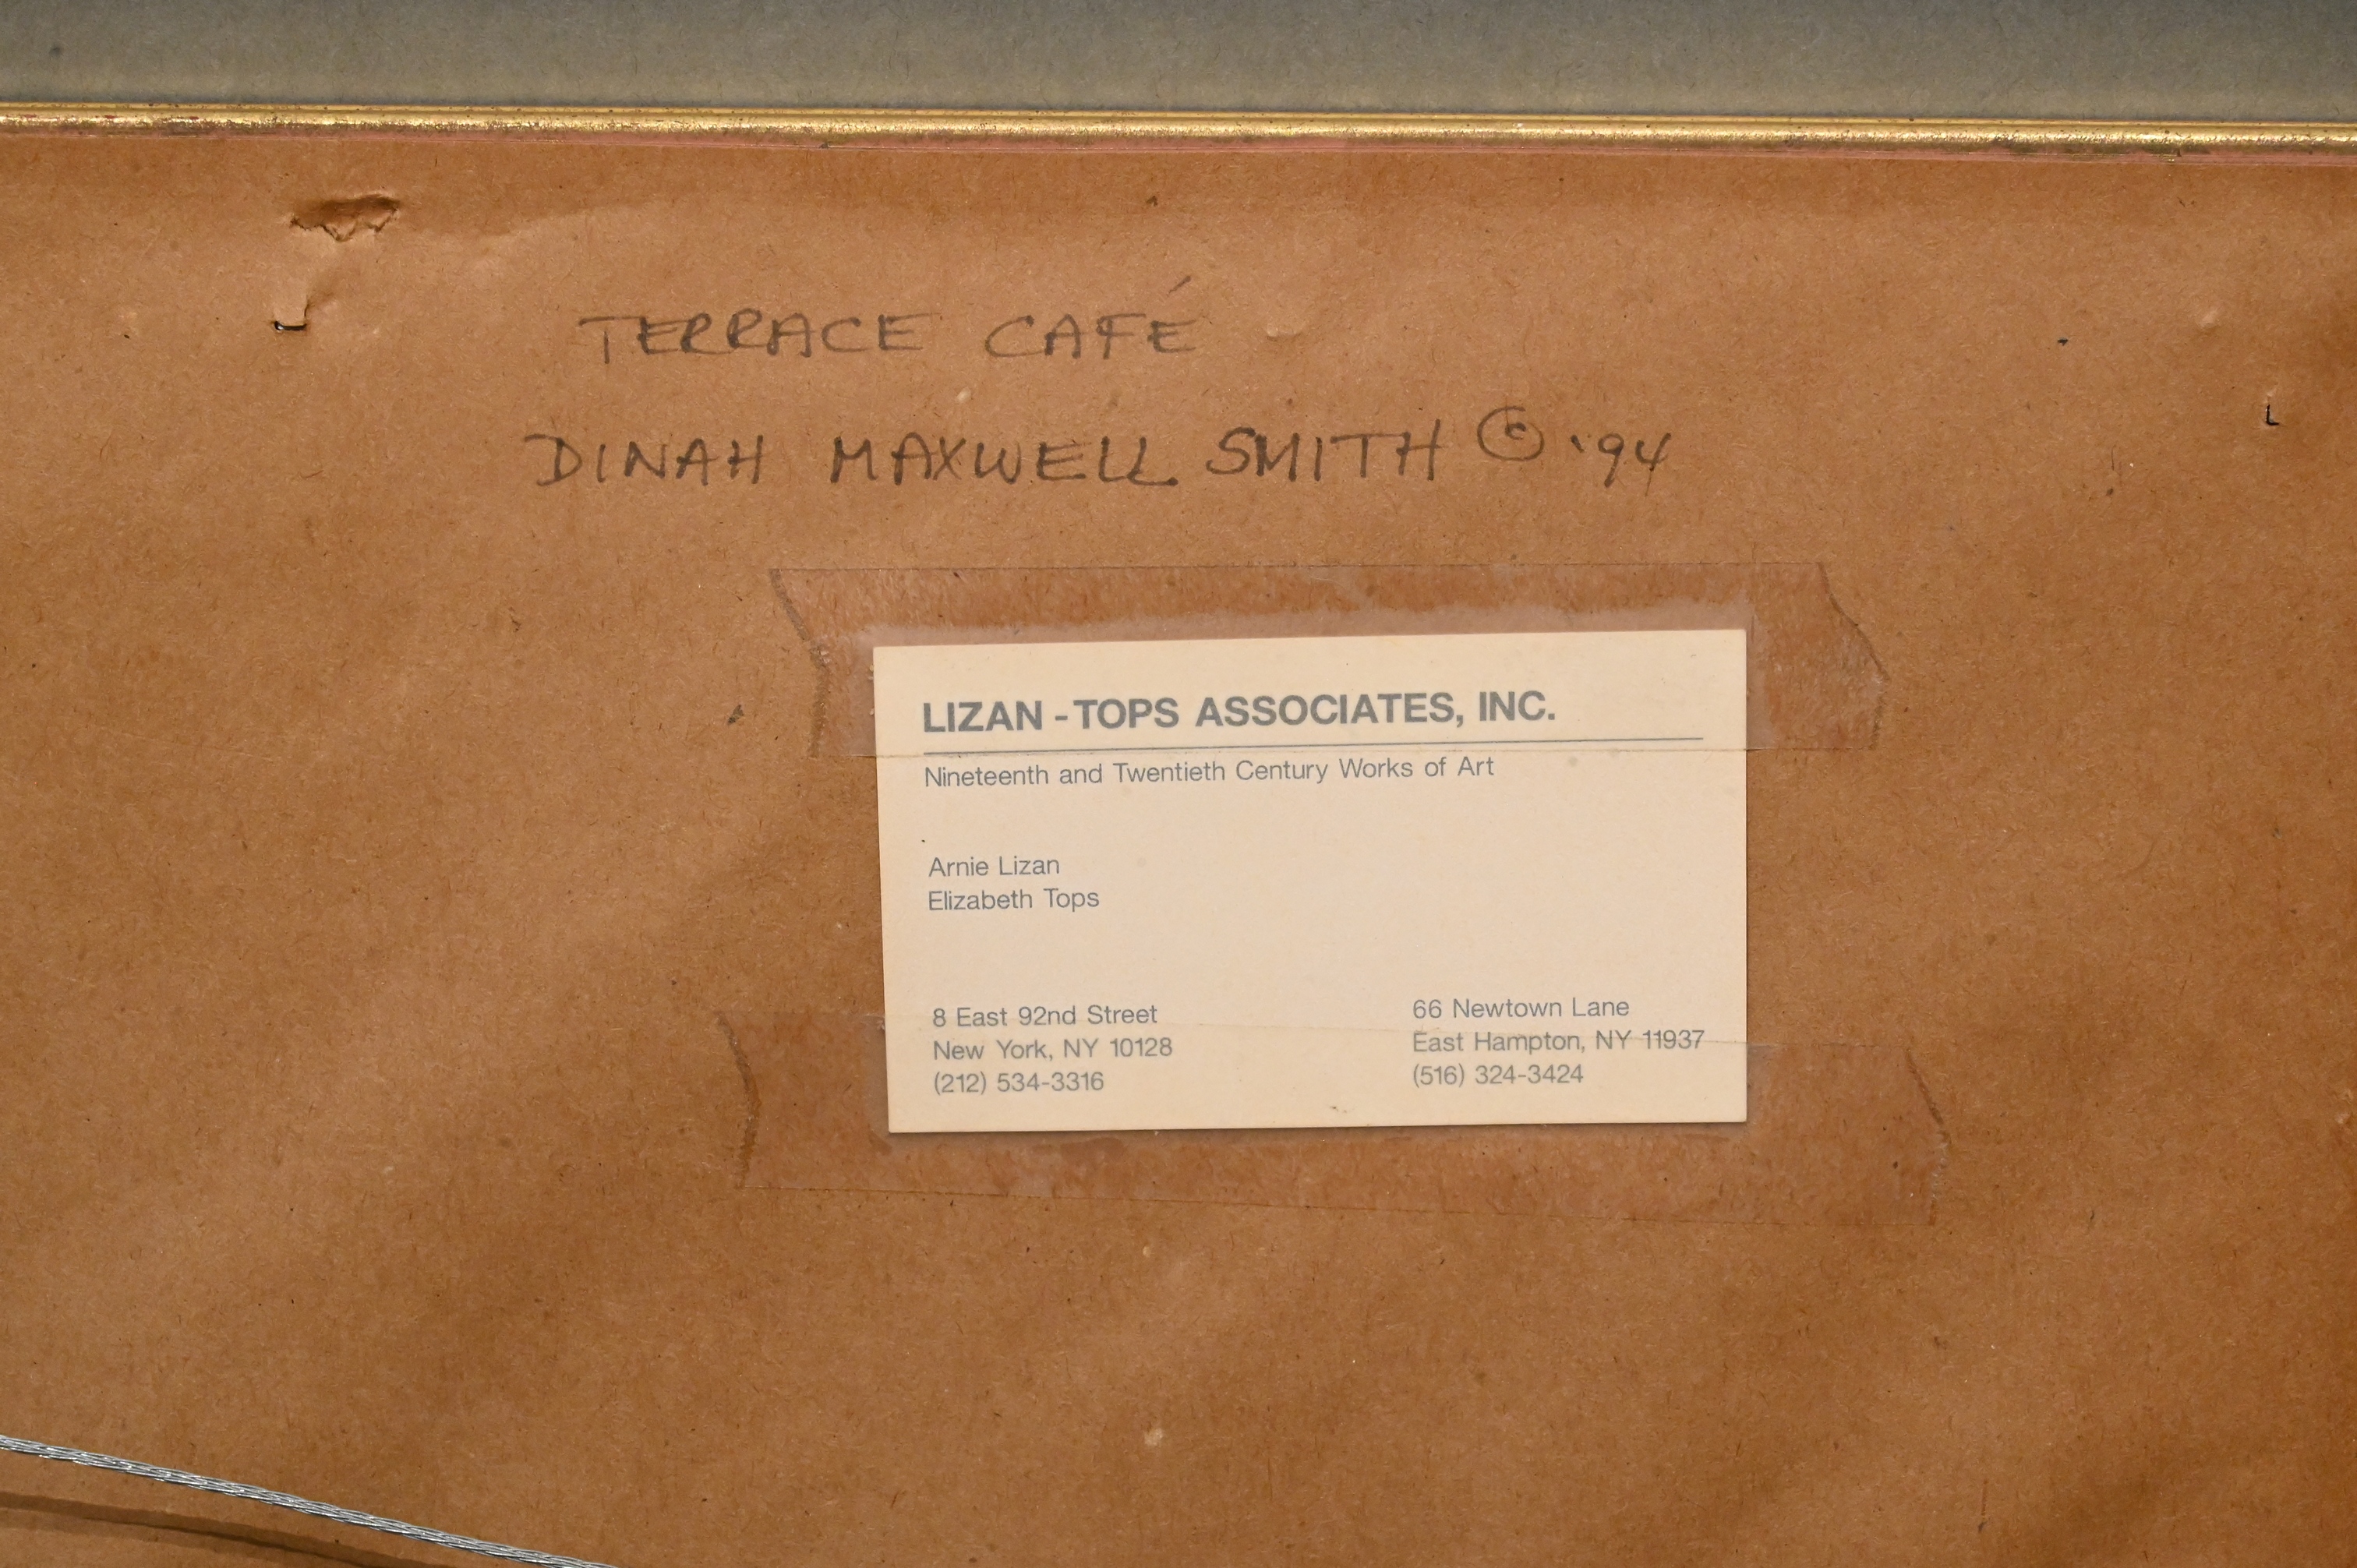 TERRACE CAFÉ
DINAH MAXWELL SMITH © '94
LIZAN - TOPS ASSOCIATES, INC.
Nineteenth and Twentieth Century Works of Art
Arnie Lizan
Elizabeth Tops
8 East 92nd Street
New York, NY 10128
(212) 534-3316
66 Newtown Lane
East Hampton, NY 11937
(516) 324-3424